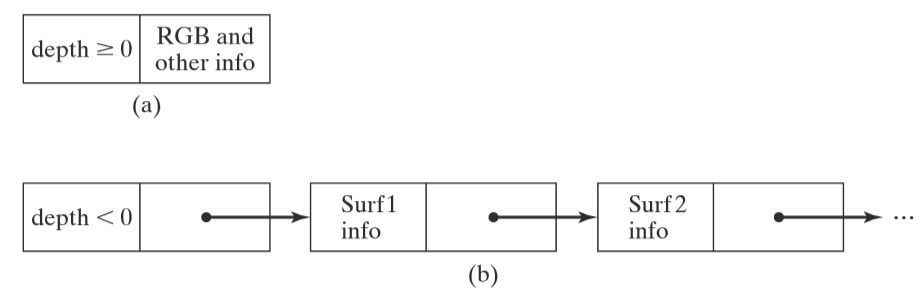 depth ≥ 0
RGB and
other info
(a)
depth < 0
Surf1
info
Surf2
info
...
(b)